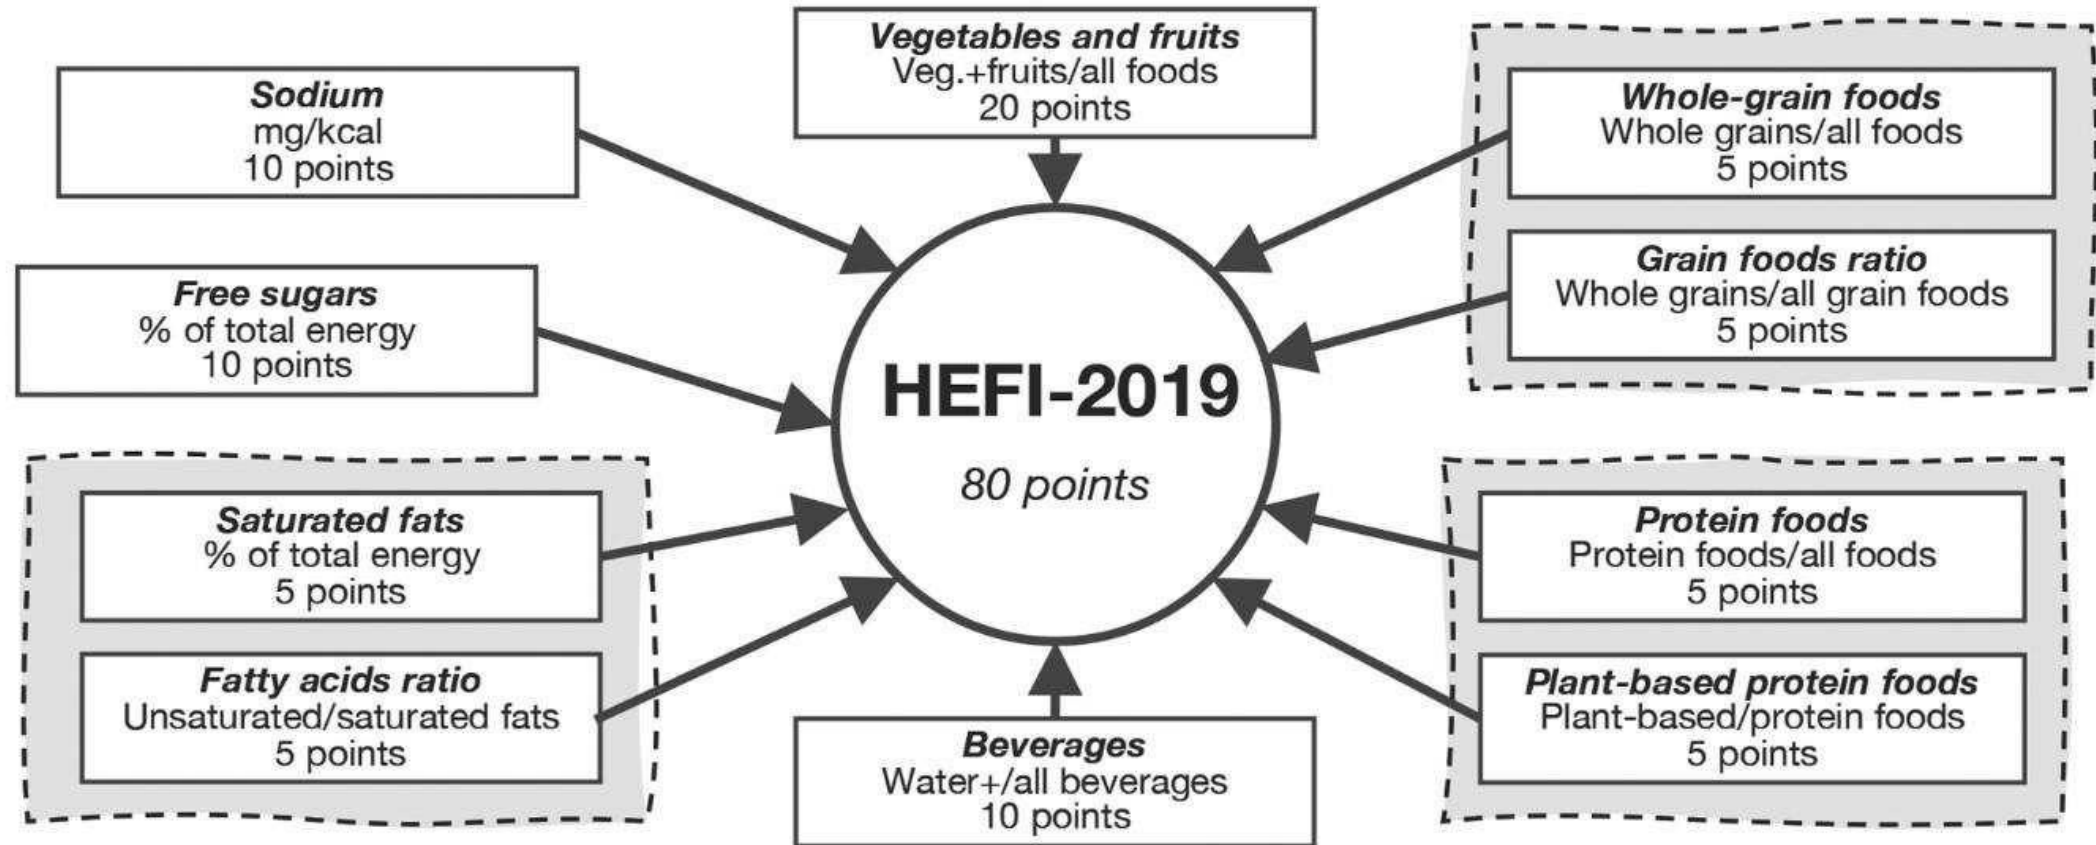 Vegetables and fruits
Veg.+fruits/all foods
20 points
Sodium
mg/kcal
10 points
Whole-grain foods
Whole grains/all foods
5 points
Free sugars
% of total energy
10 points
Grain foods ratio
Whole grains/all grain foods
5 points
HEFI-2019
80 points
Saturated fats
% of total energy
5 points
Protein foods
Protein foods/all foods
5 points
Fatty acids ratio
Unsaturated/saturated fats
5 points
Plant-based protein foods
Plant-based/protein foods
5 points
Beverages
Water+/all beverages
10 points